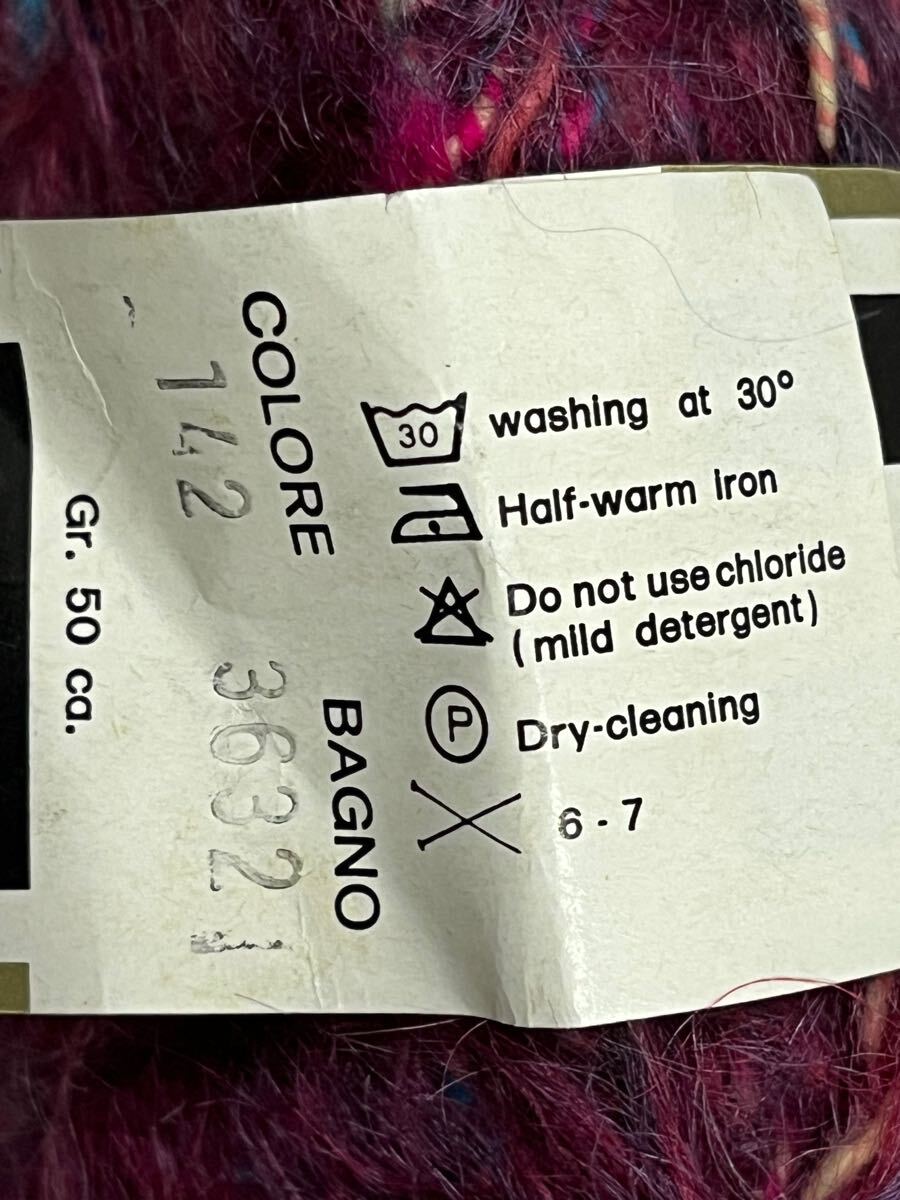 30 washing at 30°
Half-warm iron
Do not use chloride
(mild detergent)
P Dry-cleaning
6 - 7
COLORE BAGNO
142 3632
Gr. 50 ca.